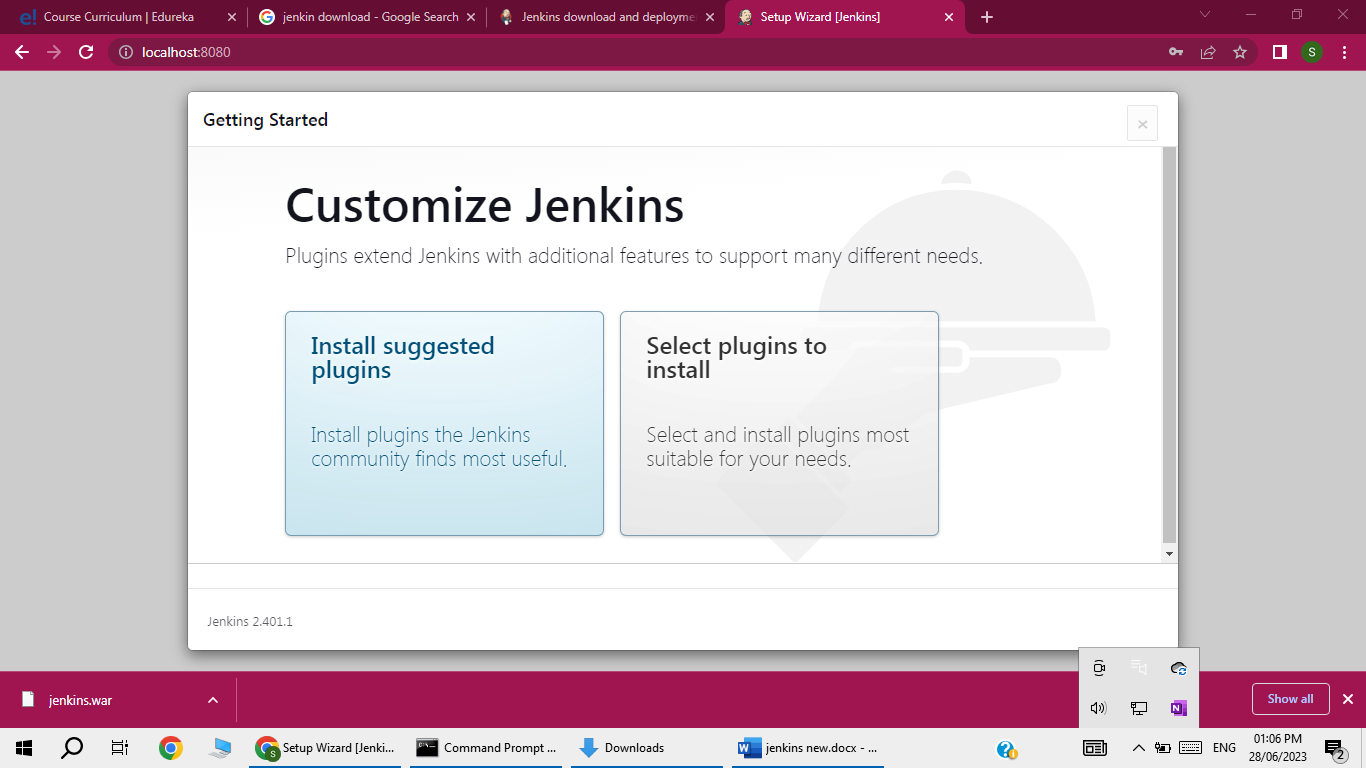 Course Curriculum | Edureka
jenkin download - Google Search
Jenkins download and deployme
Setup Wizard [Jenkins]
localhost:8080
S
Getting Started
Customize Jenkins
Plugins extend Jenkins with additional features to support many different needs.
Install suggested
plugins
Install plugins the Jenkins
community finds most useful.
Select plugins to
install
Select and install plugins most
suitable for your needs.
Jenkins 2.401.1
jenkins.war
Show all
Setup Wizard [Jenki...
Command Prompt ...
Downloads
jenkins new.docx - ...
ENG
01:06 PM
28/06/2023
2